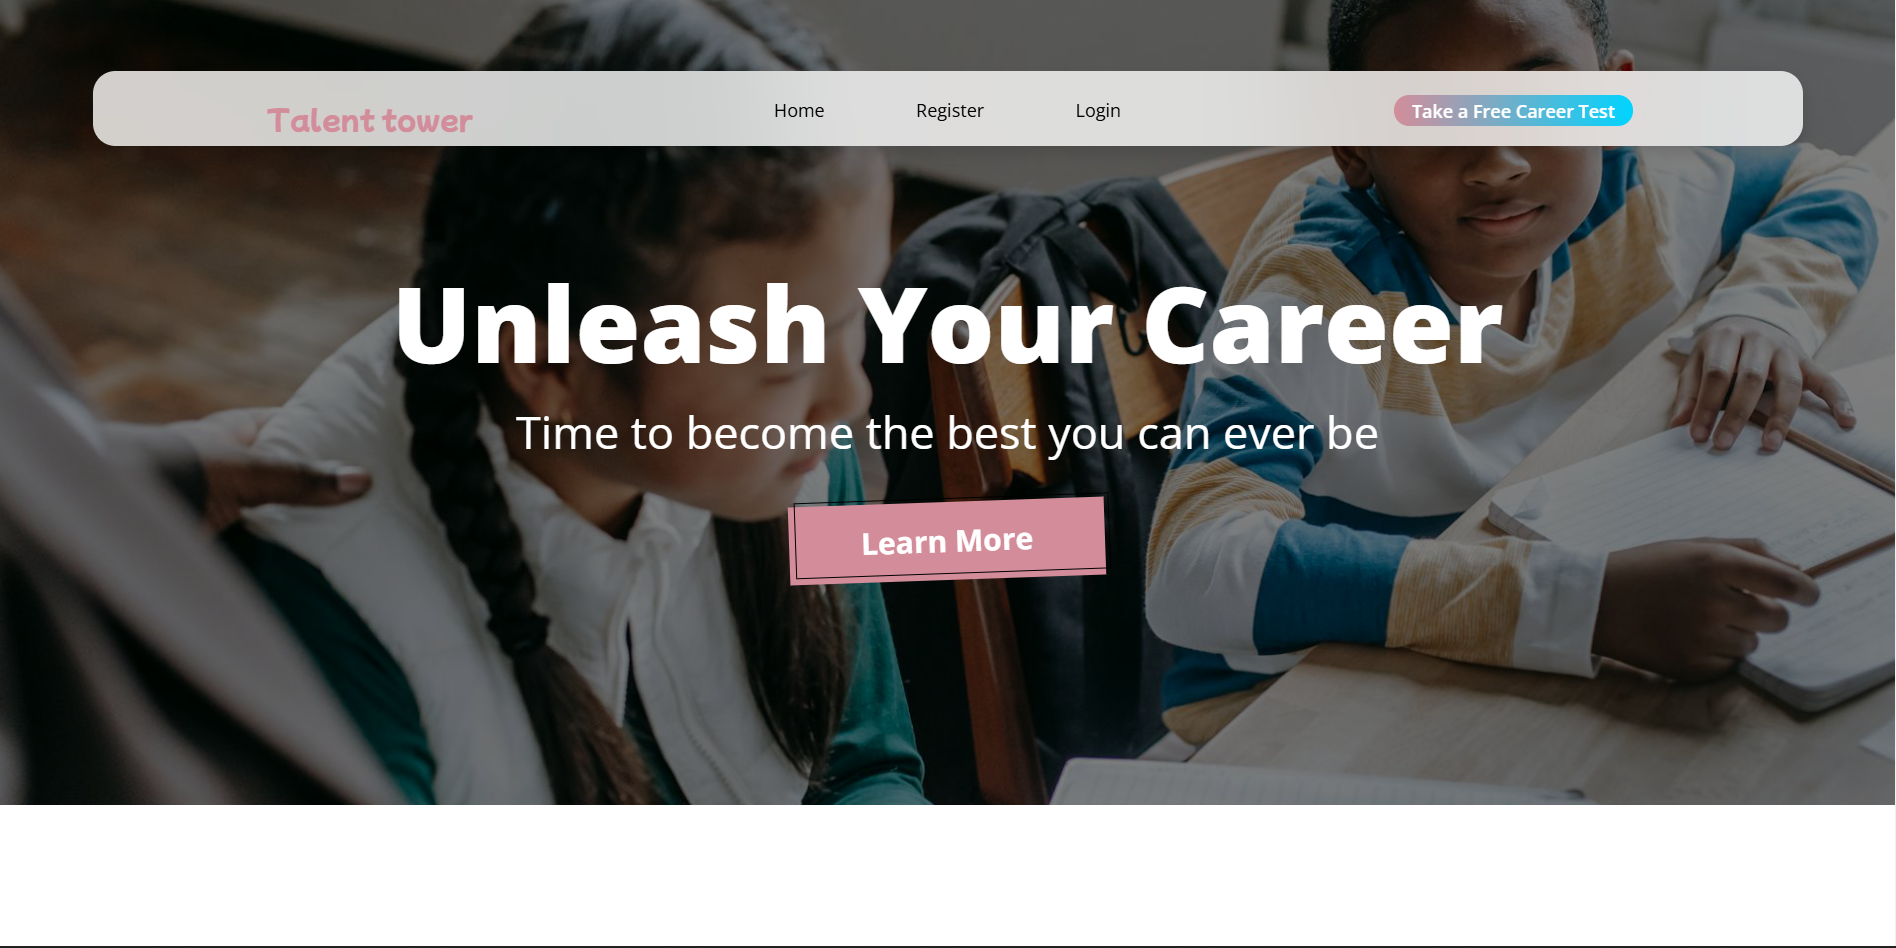 Talent tower
Home
Register
Login
Take a Free Career Test
Unleash Your Career
Time to become the best you can ever be
Learn More